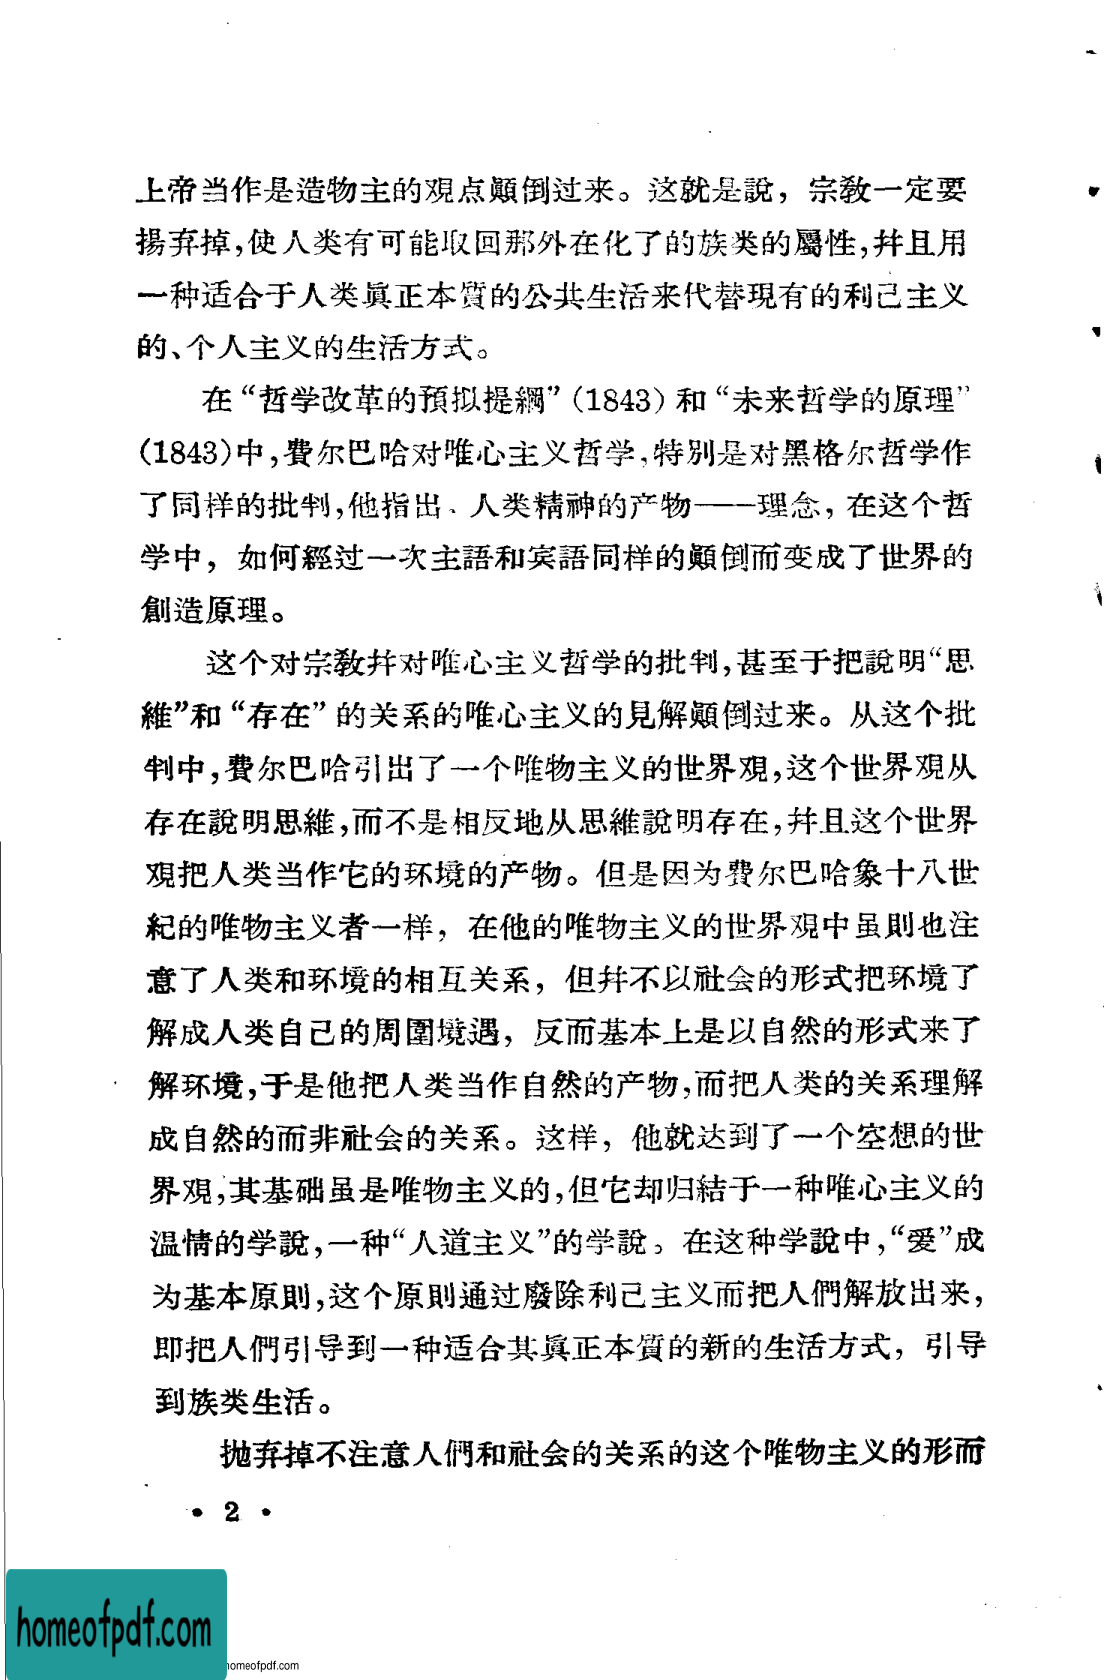 上帝当作是造物主的观点顚倒过来。这就是說，宗教一定要
揚弃掉，使人类有可能取回那外在化了的族类的屬性，幷且用
一种适合于人类眞正本質的公共生活来代替現有的利己主义
的、个人主义的生活方式。
在“哲学改革的預拟提綱”（1843）和“未来哲学的原理”
（1843）中，費尔巴哈对唯心主义哲学，特别是对黑格尔哲学作
了同样的批判，他指出、人类精神的产物——理念，在这个哲
学中，如何經过一次主語和宾語同样的顚倒而变成了世界的
創造原理。
这个对宗教幷对唯心主义哲学的批判，甚至于把說明“思
維”和“存在”的关系的唯心主义的見解顚倒过来。从这个批
判中，費尔巴哈引出了一个唯物主义的世界观，这个世界观从
存在說明思維，而不是相反地从思維說明存在，幷且这个世界
观把人类当作它的环境的产物。但是因为費尔巴哈象十八世
紀的唯物主义者一样，在他的唯物主义的世界观中虽則也注
意了人类和环境的相互关系，但幷不以社会的形式把环境了
解成人类自己的周圍境遇，反而基本上是以自然的形式来了
解环境，于是他把人类当作自然的产物，而把人类的关系理解
成自然的而非社会的关系。这样，他就达到了一个空想的世
界观，其基础虽是唯物主义的，但它却归結于一种唯心主义的
温情的学說，一种“人道主义”的学說。在这种学說中，“爱”成
为基本原則，这个原則通过廢除利己主义而把人們解放出来，
即把人們引导到一种适合其眞正本質的新的生活方式，引导
到族类生活。
抛弃掉不注意人們和社会的关系的这个唯物主义的形而
• 2 •
homeofpdf.com
homeofpdf.com